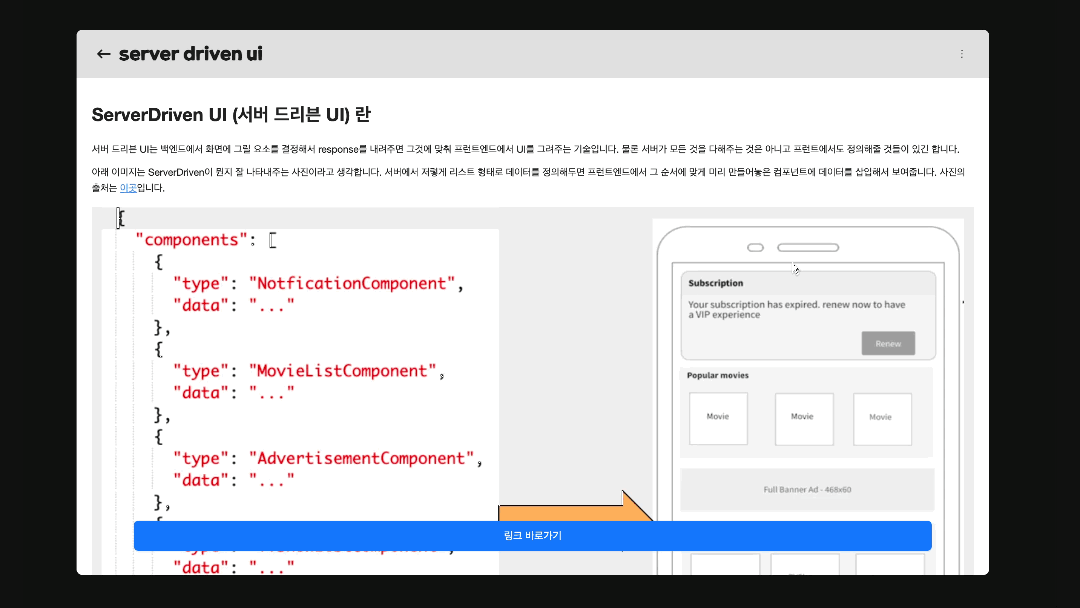 server driven ui
ServerDriven UI (서버 드리븐 UI) 란
서버 드리븐 UI는 백엔드에서 화면에 그릴 요소를 결정해서 response를 내려주면 그것에 맞춰 프런트엔드에서 UI를 그려주는 기술입니다. 물론 서버가 모든 것을 다해주는 것은 아니고 프런트에서도 정의해줄 것들이 있긴 합니다.
아래 이미지는 ServerDriven이 뭔지 잘 나타내주는 사진이라고 생각합니다. 서버에서 저렇게 리스트 형태로 데이터를 정의해두면 프런트엔드에서 그 순서에 맞게 미리 만들어놓은 컴포넌트에 데이터를 삽입해서 보여줍니다. 사진의
출처는 이곳입니다.
{
"components": [
{
"type": "NotficationComponent",
"data": "..."
},
{
"type": "MovieListComponent",
"data": "..."
},
{
"type": "AdvertisementComponent",
"data": "..."
},
"data": "..."
Subscription
Your subscription has expired. renew now to have
a VIP experience
Renew
Popular movies
Movie Movie Movie
Full Banner Ad - 468x60
링크 바로가기